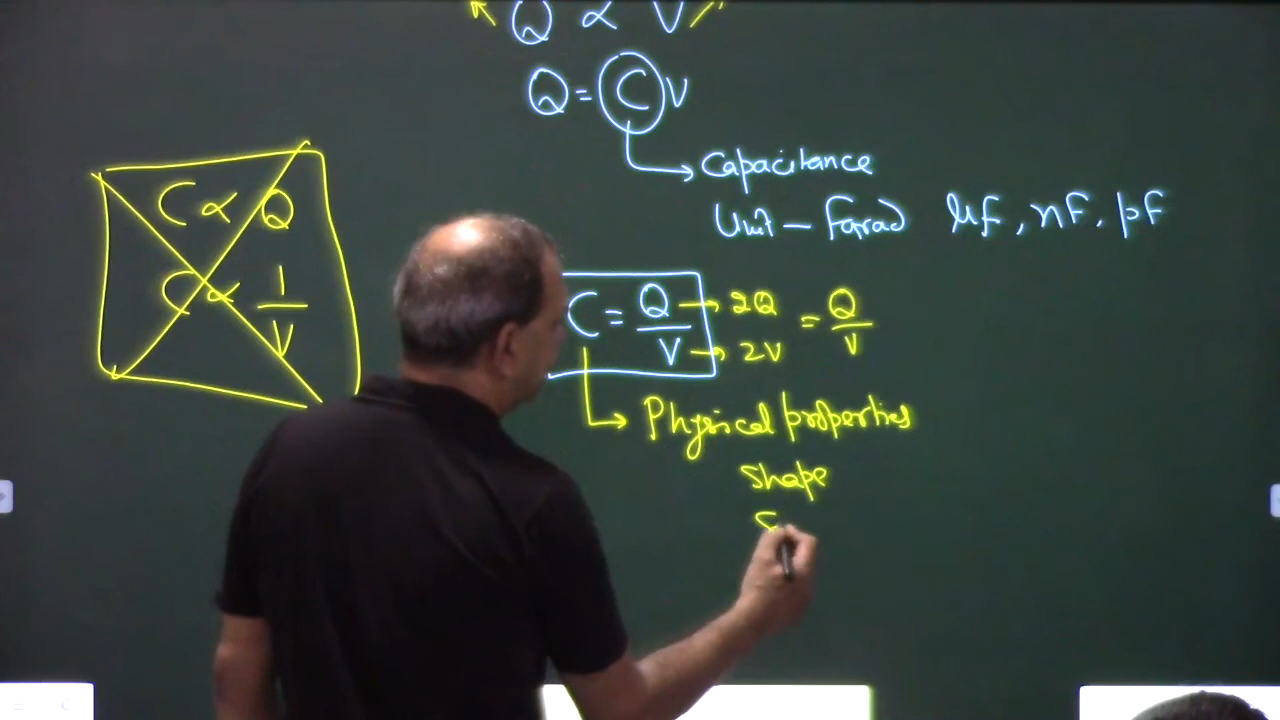 Q ∝ V
Q = C V
Capacitance
Unit – Farad μF, nF, pF
C ∝ Q
C ∝ 1/V
C = Q/V → 2Q / → 2V = Q/V
Physical properties
Shape
S